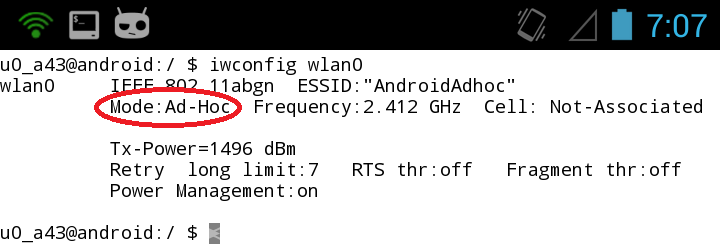 7:07
u0_a43@android:/ $ iwconfig wlan0
wlan0 IEEE 802.11abgn ESSID:"AndroidAdhoc"
Mode:Ad-Hoc Frequency:2.412 GHz Cell: Not-Associated
Tx-Power=1496 dBm
Retry long limit:7 RTS thr:off Fragment thr:off
Power Management:on
u0_a43@android:/ $